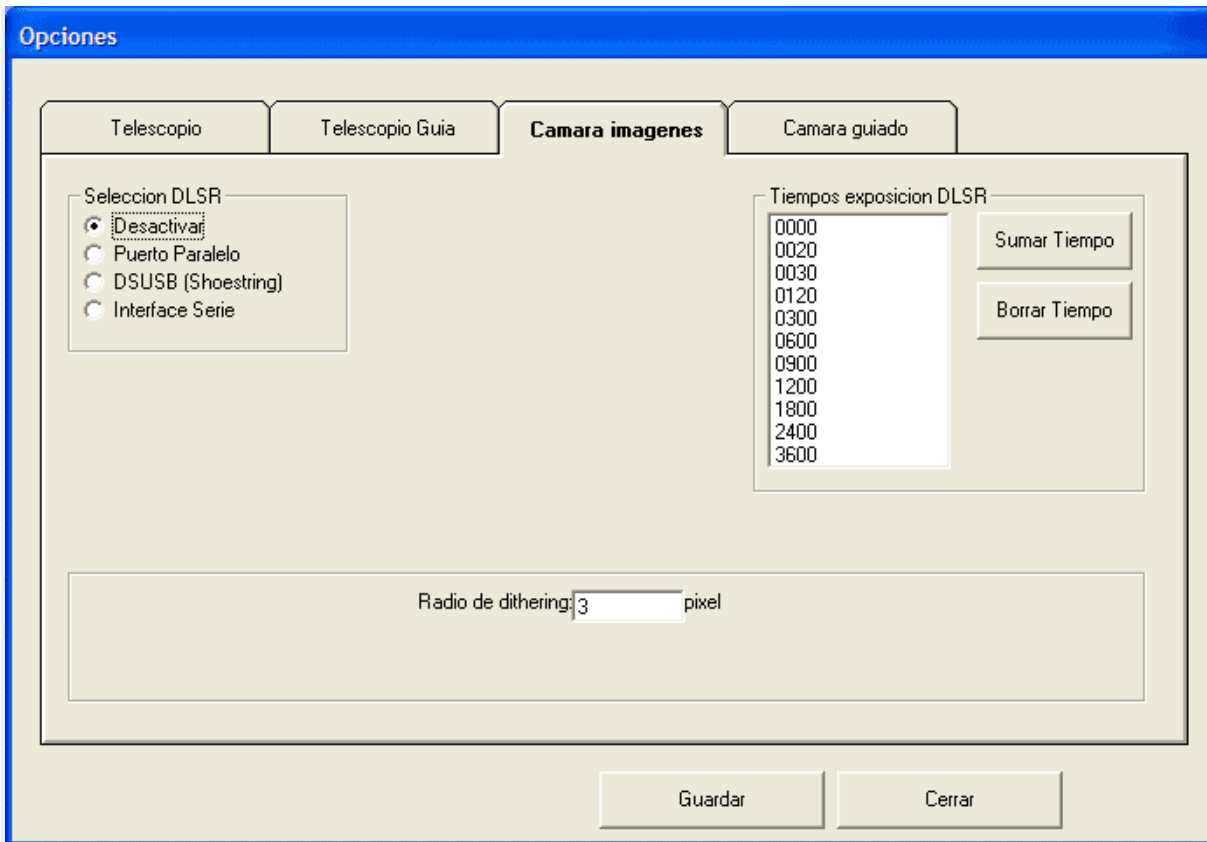 Opciones
Telescopio
Telescopio Guia
Camara imagenes
Camara guiado
Seleccion DLSR
Desactivar
Puerto Paralelo
DSUSB (Shoestring)
Interface Serie
Tiempos exposicion DLSR
0000
0020
0030
0120
0300
0600
0900
1200
1800
2400
3600
Sumar Tiempo
Borrar Tiempo
Radio de dithering: 3 pixel
Guardar
Cerrar